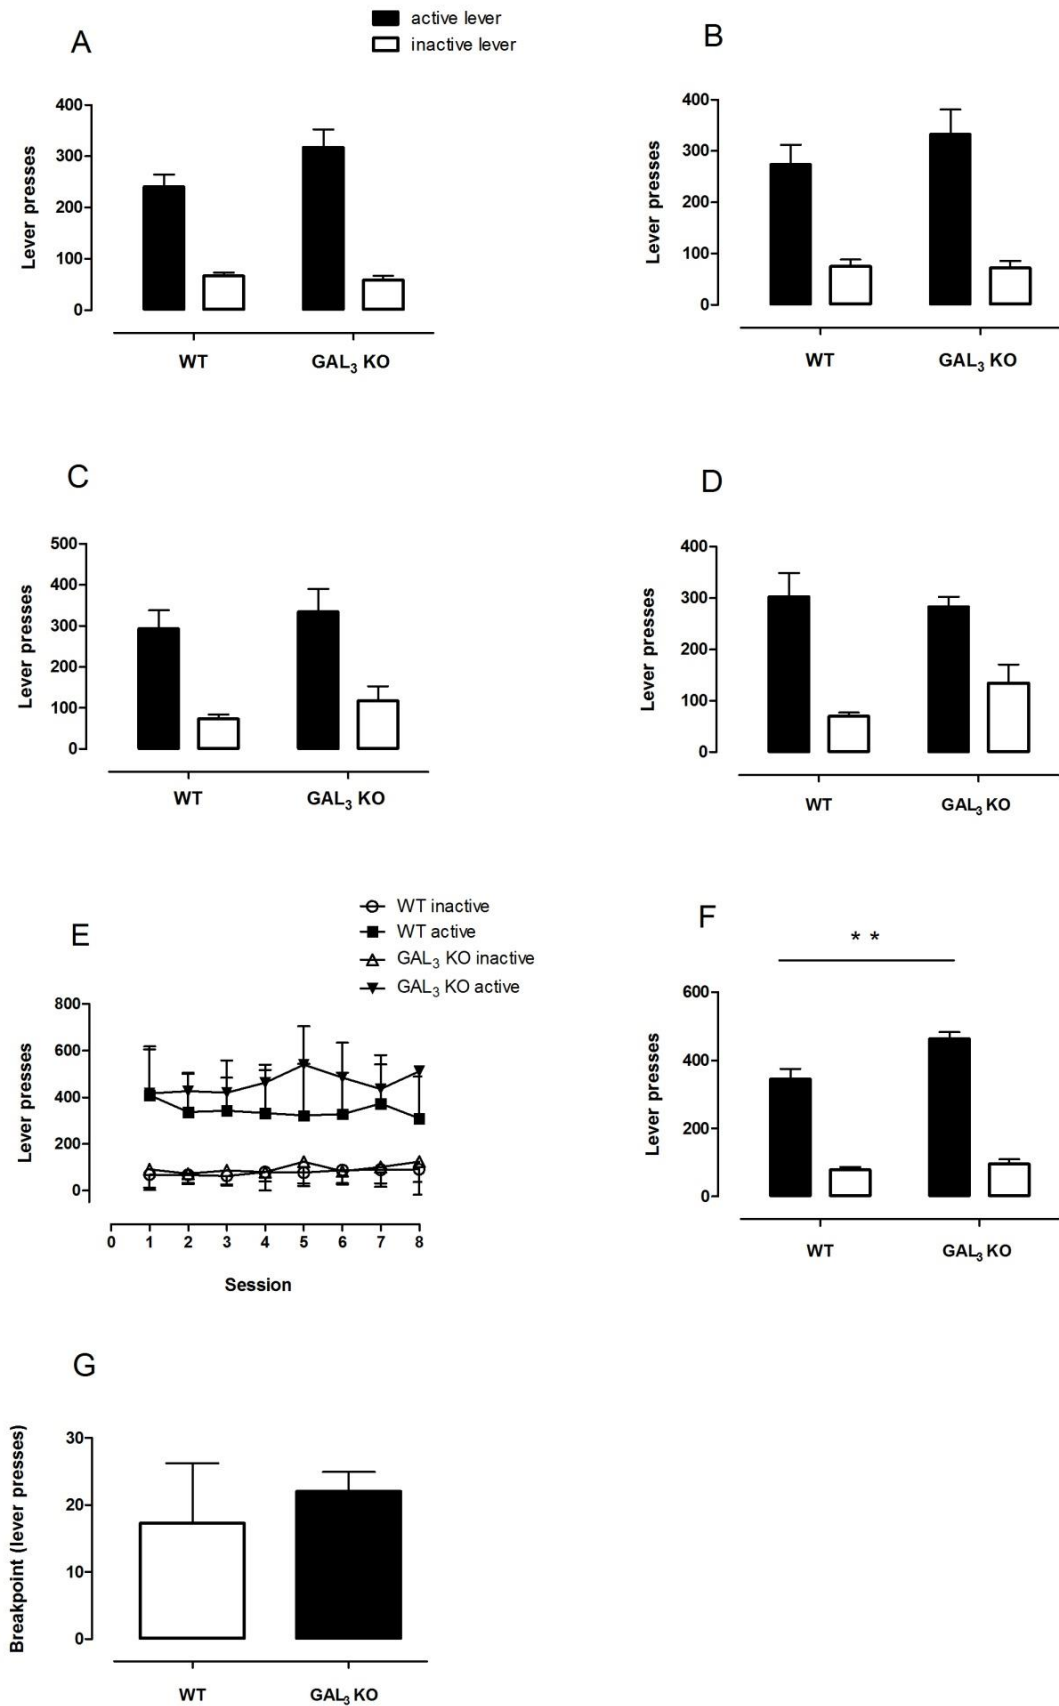 active lever
inactive lever
A
400
300
200
100
0
Lever presses
WT
GAL3 KO
B
400
300
200
100
0
Lever presses
WT
GAL3 KO
C
500
400
300
200
100
0
Lever presses
WT
GAL3 KO
D
400
300
200
100
0
Lever presses
WT
GAL3 KO
E
WT inactive
WT active
GAL3 KO inactive
GAL3 KO active
800
600
400
200
0
Lever presses
0 1 2 3 4 5 6 7 8
Session
F
* *
600
400
200
0
Lever presses
WT
GAL3 KO
G
30
20
10
0
Breakpoint (lever presses)
WT
GAL3 KO